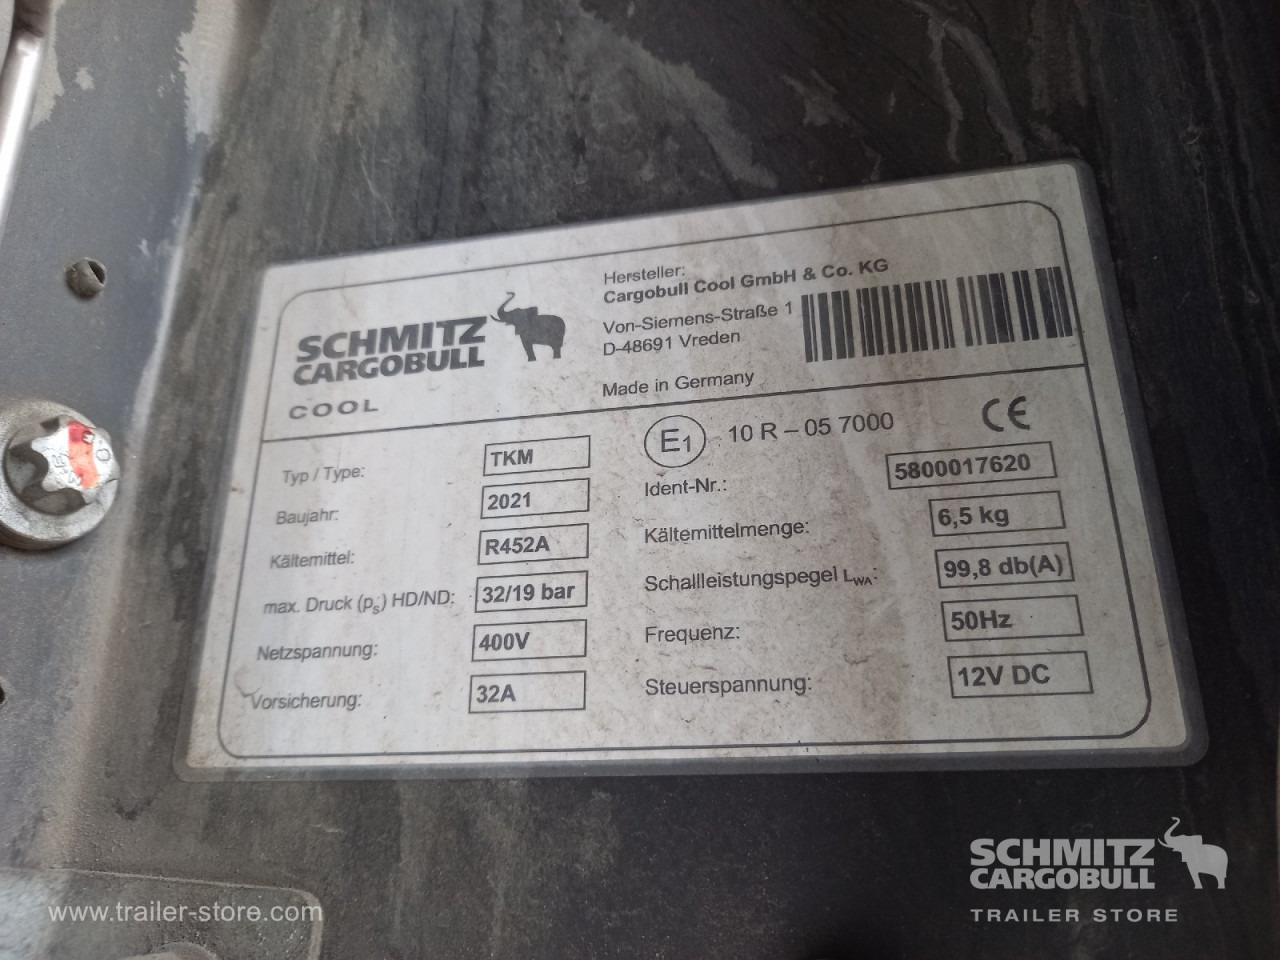 SCHMITZ
CARGOBULL
COOL
Hersteller:
Cargobull Cool GmbH & Co. KG
Von-Siemens-Straße 1
D-48691 Vreden
Made in Germany
Typ / Type: TKM
Baujahr: 2021
Kältemittel: R452A
max. Druck (ps) HD/ND: 32/19 bar
Netzspannung: 400V
Vorsicherung: 32A
E1 10 R – 05 7000 CE
Ident-Nr.: 5800017620
Kältemittelmenge: 6,5 kg
Schallleistungspegel LWA: 99,8 db(A)
Frequenz: 50Hz
Steuerspannung: 12V DC
www.trailer-store.com
SCHMITZ
CARGOBULL
TRAILER STORE